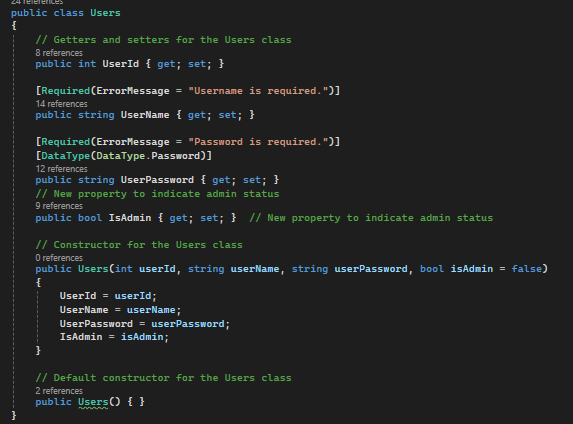 24 references
public class Users
{
// Getters and setters for the Users class
8 references
public int UserId { get; set; }
[Required(ErrorMessage = "Username is required.")]
14 references
public string UserName { get; set; }
[Required(ErrorMessage = "Password is required.")]
[DataType(DataType.Password)]
12 references
public string UserPassword { get; set; }
// New property to indicate admin status
9 references
public bool IsAdmin { get; set; }  // New property to indicate admin status
// Constructor for the Users class
0 references
public Users(int userId, string userName, string userPassword, bool isAdmin = false)
{
UserId = userId;
UserName = userName;
UserPassword = userPassword;
IsAdmin = isAdmin;
}
// Default constructor for the Users class
2 references
public Users() { }
}